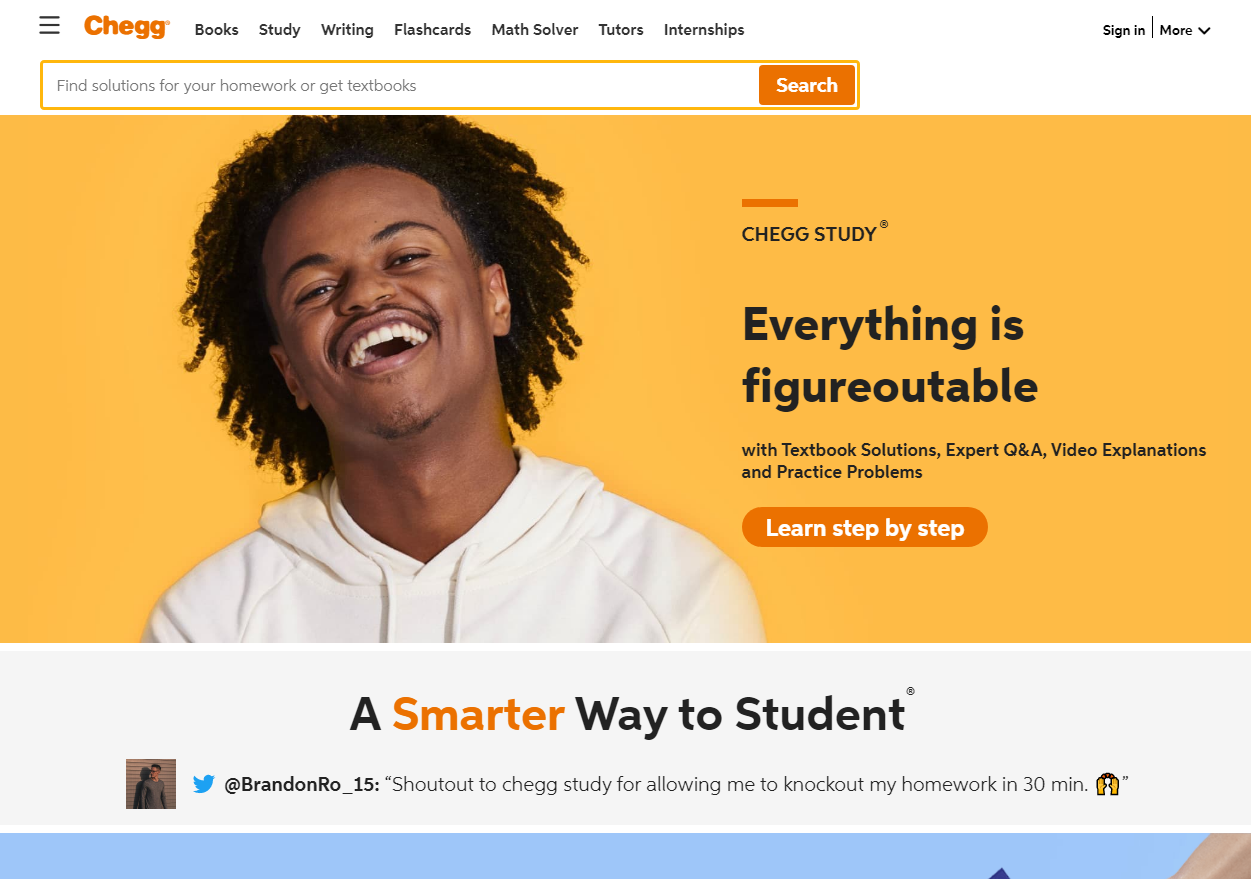 Chegg®
Books Study Writing Flashcards Math Solver Tutors Internships
Sign in More
Find solutions for your homework or get textbooks
Search
CHEGG STUDY®
Everything is
figureoutable
with Textbook Solutions, Expert Q&A, Video Explanations
and Practice Problems
Learn step by step
A Smarter Way to Student®
@BrandonRo_15: “Shoutout to chegg study for allowing me to knockout my homework in 30 min. 🙌”